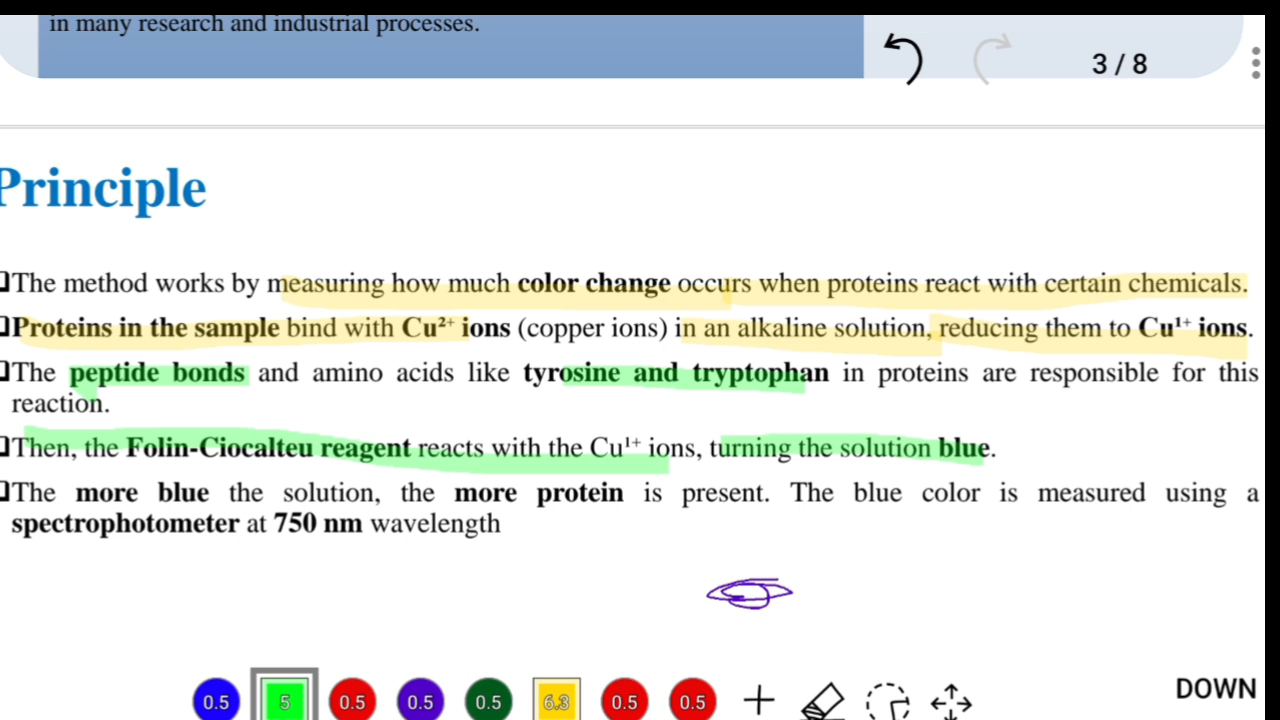 in many research and industrial processes.
3 / 8
Principle
The method works by measuring how much color change occurs when proteins react with certain chemicals.
Proteins in the sample bind with Cu²⁺ ions (copper ions) in an alkaline solution, reducing them to Cu¹⁺ ions.
The peptide bonds and amino acids like tyrosine and tryptophan in proteins are responsible for this
reaction.
Then, the Folin-Ciocalteu reagent reacts with the Cu¹⁺ ions, turning the solution blue.
The more blue the solution, the more protein is present. The blue color is measured using a
spectrophotometer at 750 nm wavelength
0.5 5 0.5 0.5 0.5 6.3 0.5 0.5
DOWN